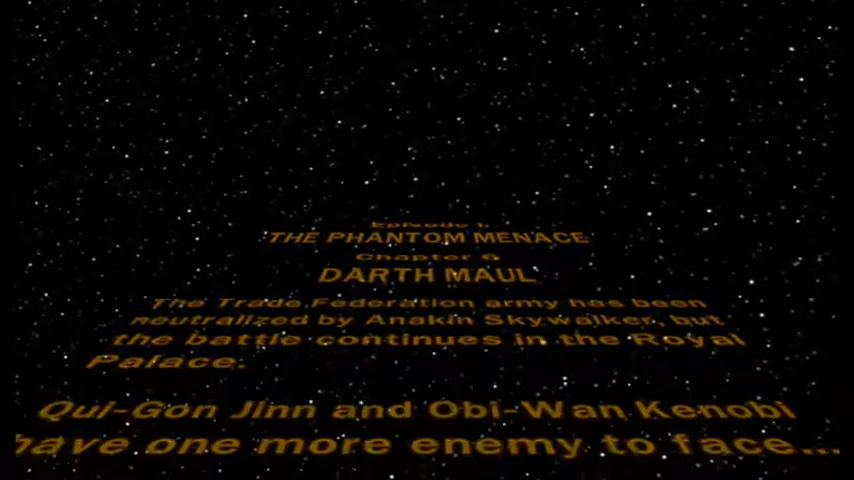 Episode I
THE PHANTOM MENACE
Chapter 6
DARTH MAUL
The Trade Federation army has been
neutralized by Anakin Skywalker, but
the battle continues in the Royal
Palace.
Qui-Gon Jinn and Obi-Wan Kenobi
have one more enemy to face...